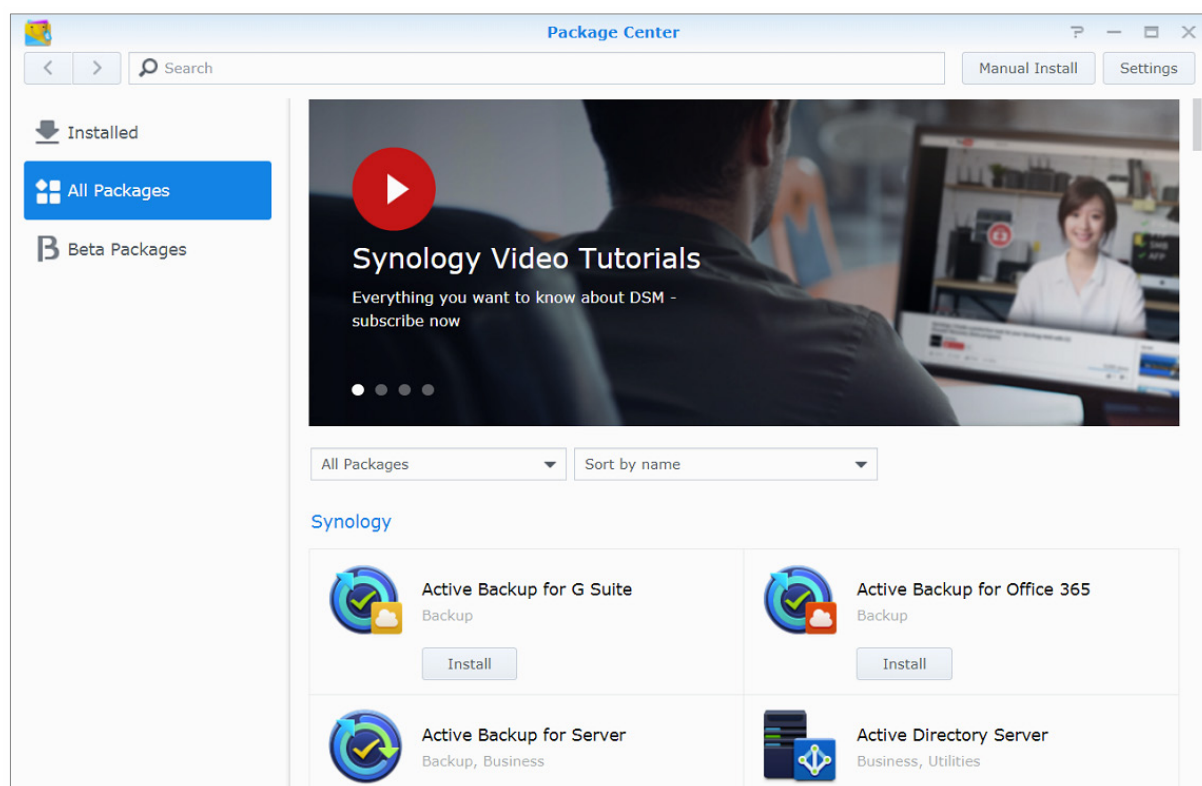 Package Center
Search
Manual Install
Settings
Installed
All Packages
Beta Packages
Synology Video Tutorials
Everything you want to know about DSM -
subscribe now
SMB
AFP
All Packages
Sort by name
Synology
Active Backup for G Suite
Backup
Install
Active Backup for Office 365
Backup
Install
Active Backup for Server
Backup, Business
Active Directory Server
Business, Utilities